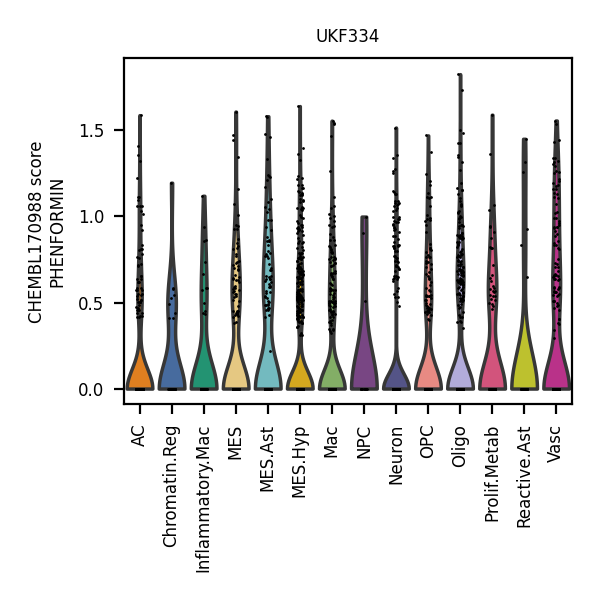 UKF334
CHEMBL170988 score
PHENFORMIN
1.5
1.0
0.5
0.0
AC
Chromatin.Reg
Inflammatory.Mac
MES
MES.Ast
MES.Hyp
Mac
NPC
Neuron
OPC
Oligo
Prolif.Metab
Reactive.Ast
Vasc